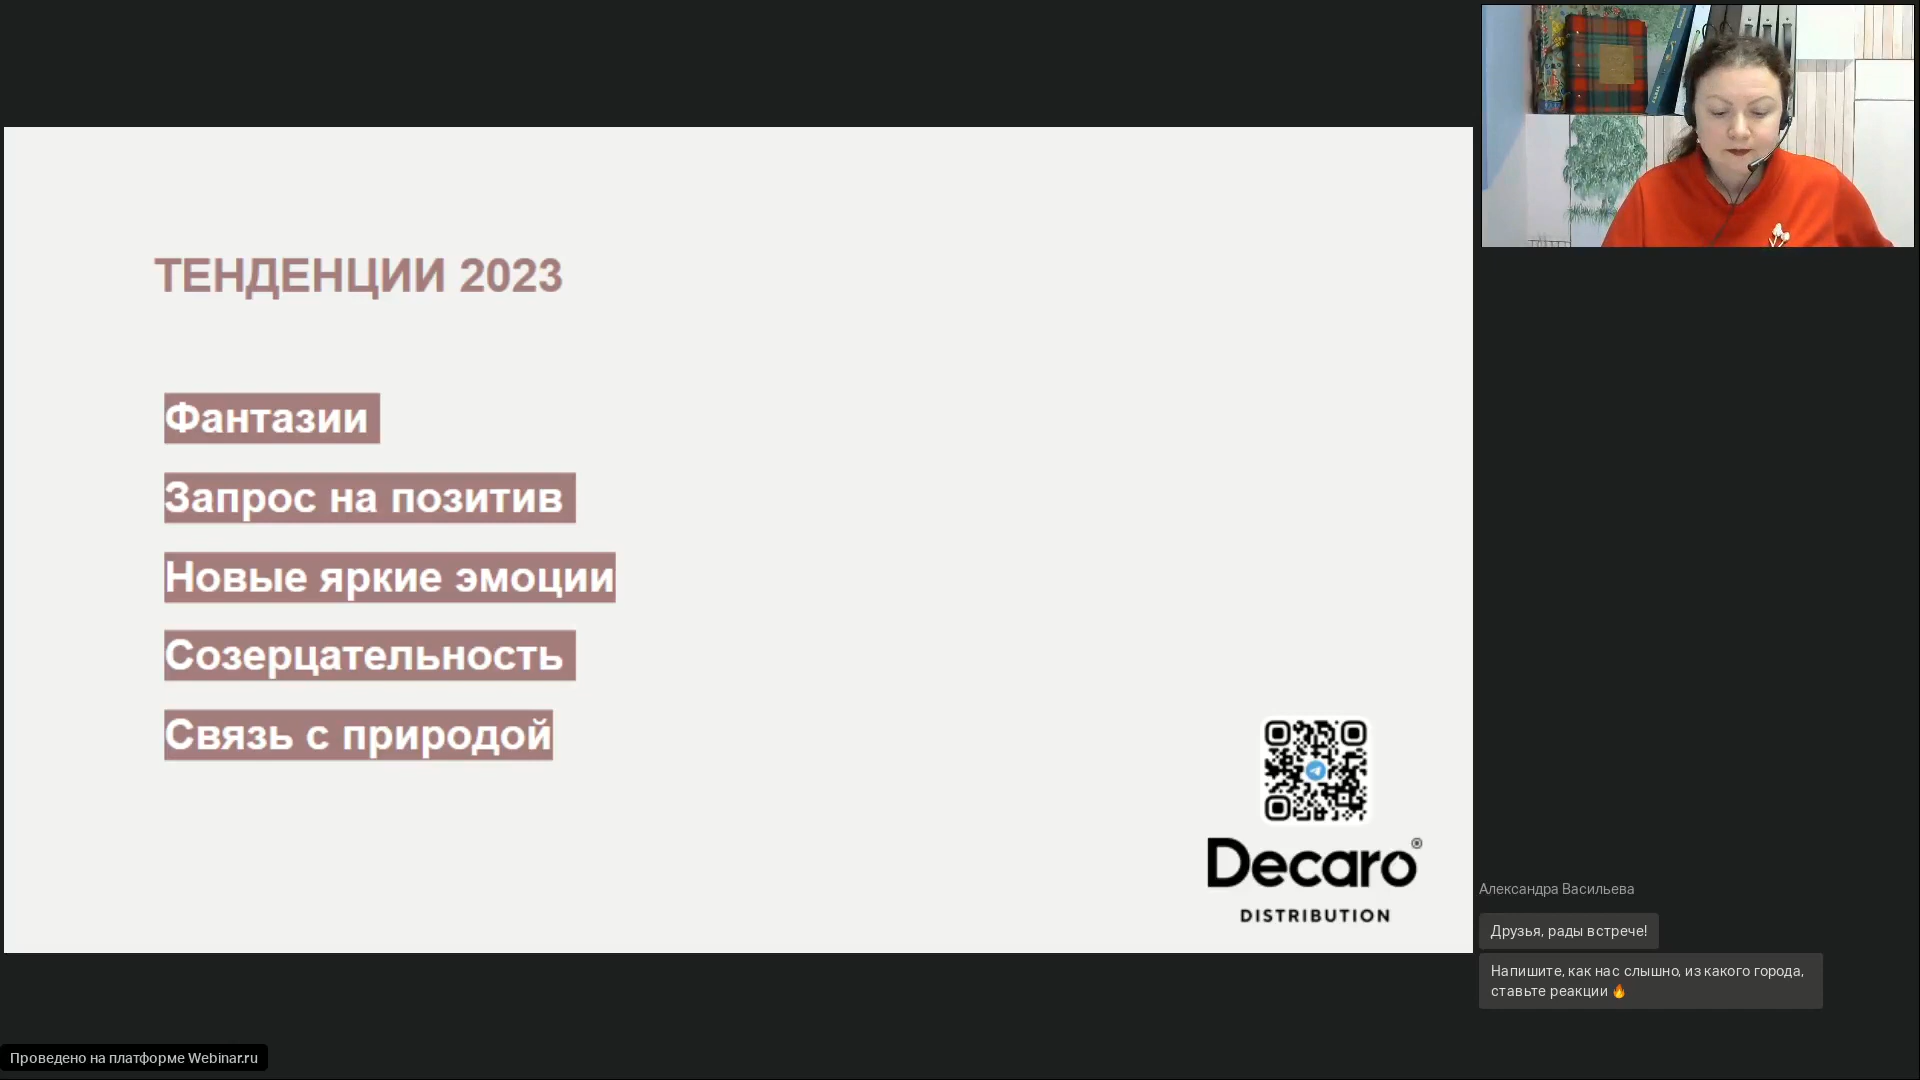 ТЕНДЕНЦИИ 2023
Фантазии
Запрос на позитив
Новые яркие эмоции
Созерцательность
Связь с природой
Decaro®
DISTRIBUTION
Александра Васильева
Друзья, рады встрече!
Напишите, как нас слышно, из какого города,
ставьте реакции 🔥
Проведено на платформе Webinar.ru